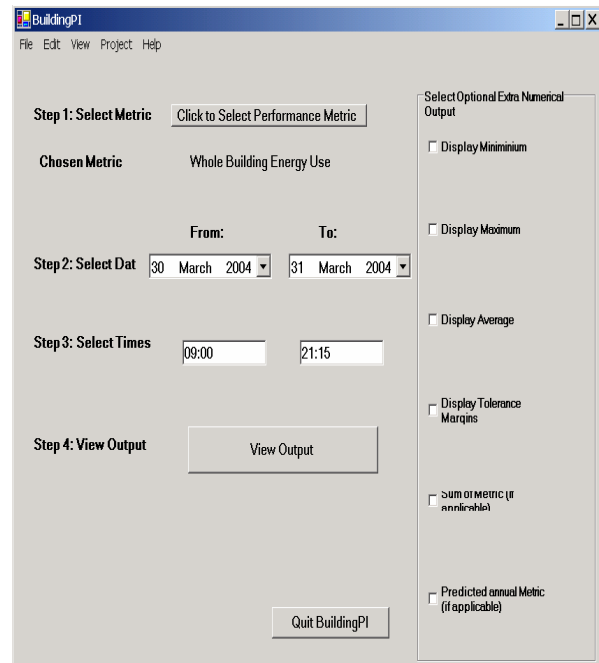 BuildingPI
File Edit View Project Help
Step 1: Select Metric Click to Select Performance Metric
Chosen Metric Whole Building Energy Use
From: To:
Step 2: Select Dat 30 March 2004 31 March 2004
Step 3: Select Times 09:00 21:15
Step 4: View Output View Output
Quit BuildingPI
Select Optional Extra Numerical
Output
Display Miniminium
Display Maximum
Display Average
Display Tolerance
Margins
Sum of Metric (if
applicable)
Predicted annual Metric
(if applicable)